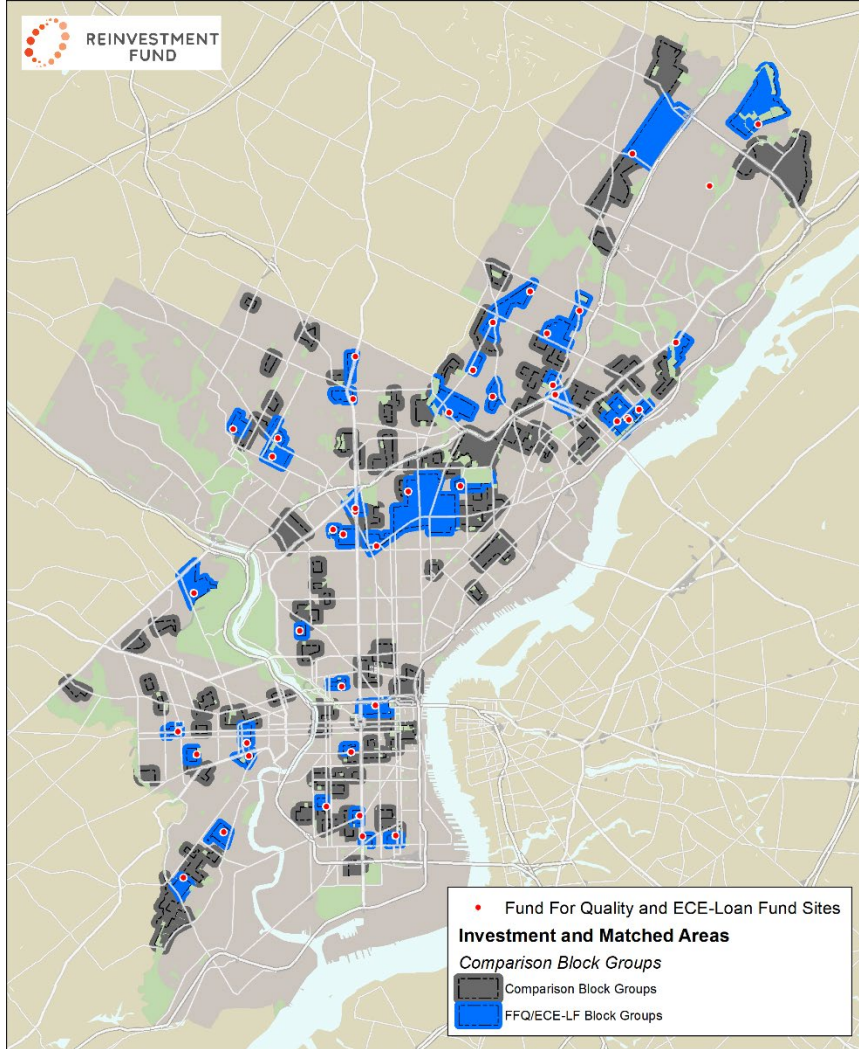 REINVESTMENT
FUND
Fund For Quality and ECE-Loan Fund Sites
Investment and Matched Areas
Comparison Block Groups
Comparison Block Groups
FFQ/ECE-LF Block Groups